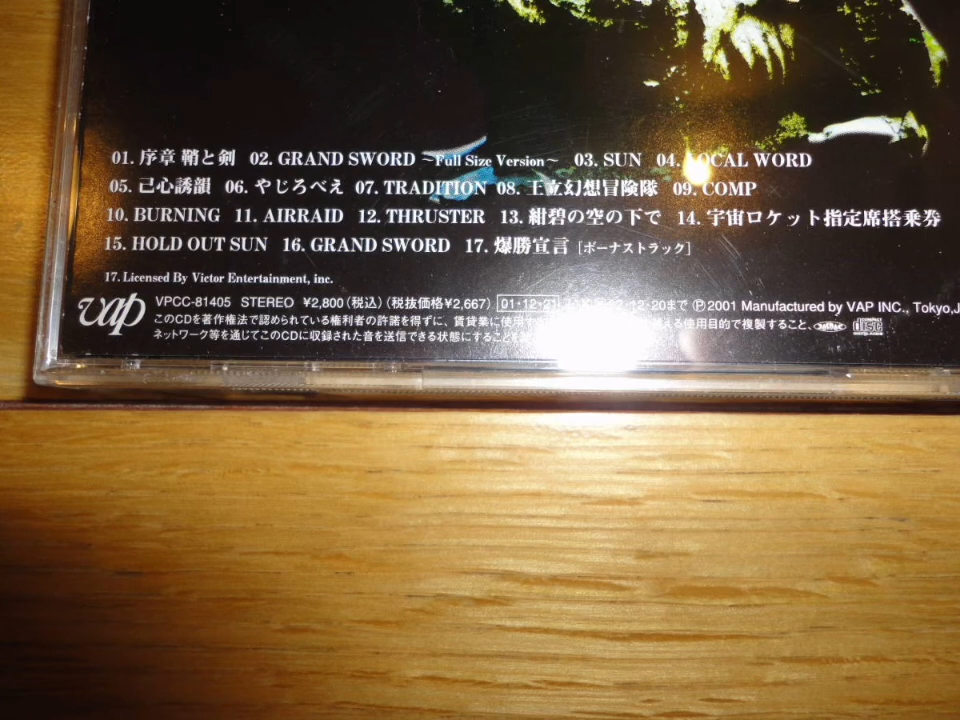 01. 序章 鞘と剣 02. GRAND SWORD ～Full Size Version～ 03. SUN 04. LOCAL WORD
05. 己心誘韻 06. やじろべえ 07. TRADITION 08. 王立幻想冒険隊 09. COMP
10. BURNING 11. AIRRAID 12. THRUSTER 13. 紺碧の空の下で 14. 宇宙ロケット指定席搭乗券
15. HOLD OUT SUN 16. GRAND SWORD 17. 爆勝宣言 [ボーナストラック]
17. Licensed By Victor Entertainment, inc.
vap VPCC-81405 STEREO ¥2,800(税込)(税抜価格¥2,667) 01・12・21 12・20まで Ⓟ2001 Manufactured by VAP INC., Tokyo,J
このCDを著作権法で認められている権利者の許諾を得ずに、賃貸業に使用 える使用目的で複製すること、
ネットワーク等を通じてこのCDに収録された音を送信できる状態にすることを